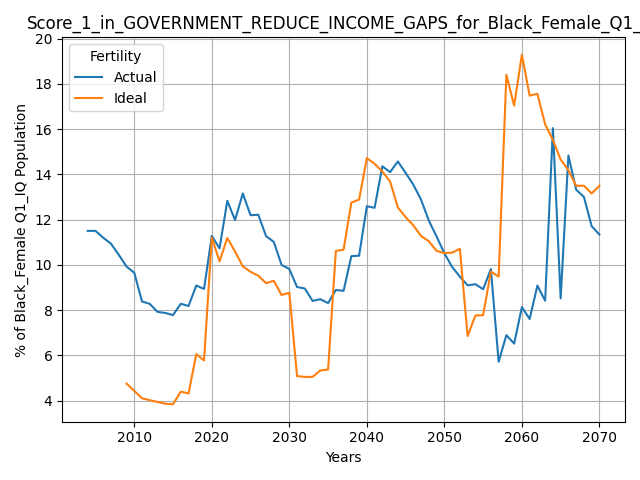 Score_1_in_GOVERNMENT_REDUCE_INCOME_GAPS_for_Black_Female_Q1_
Fertility
Actual
Ideal
% of Black_Female Q1_IQ Population
20
18
16
14
12
10
8
6
4
2010 2020 2030 2040 2050 2060 2070
Years